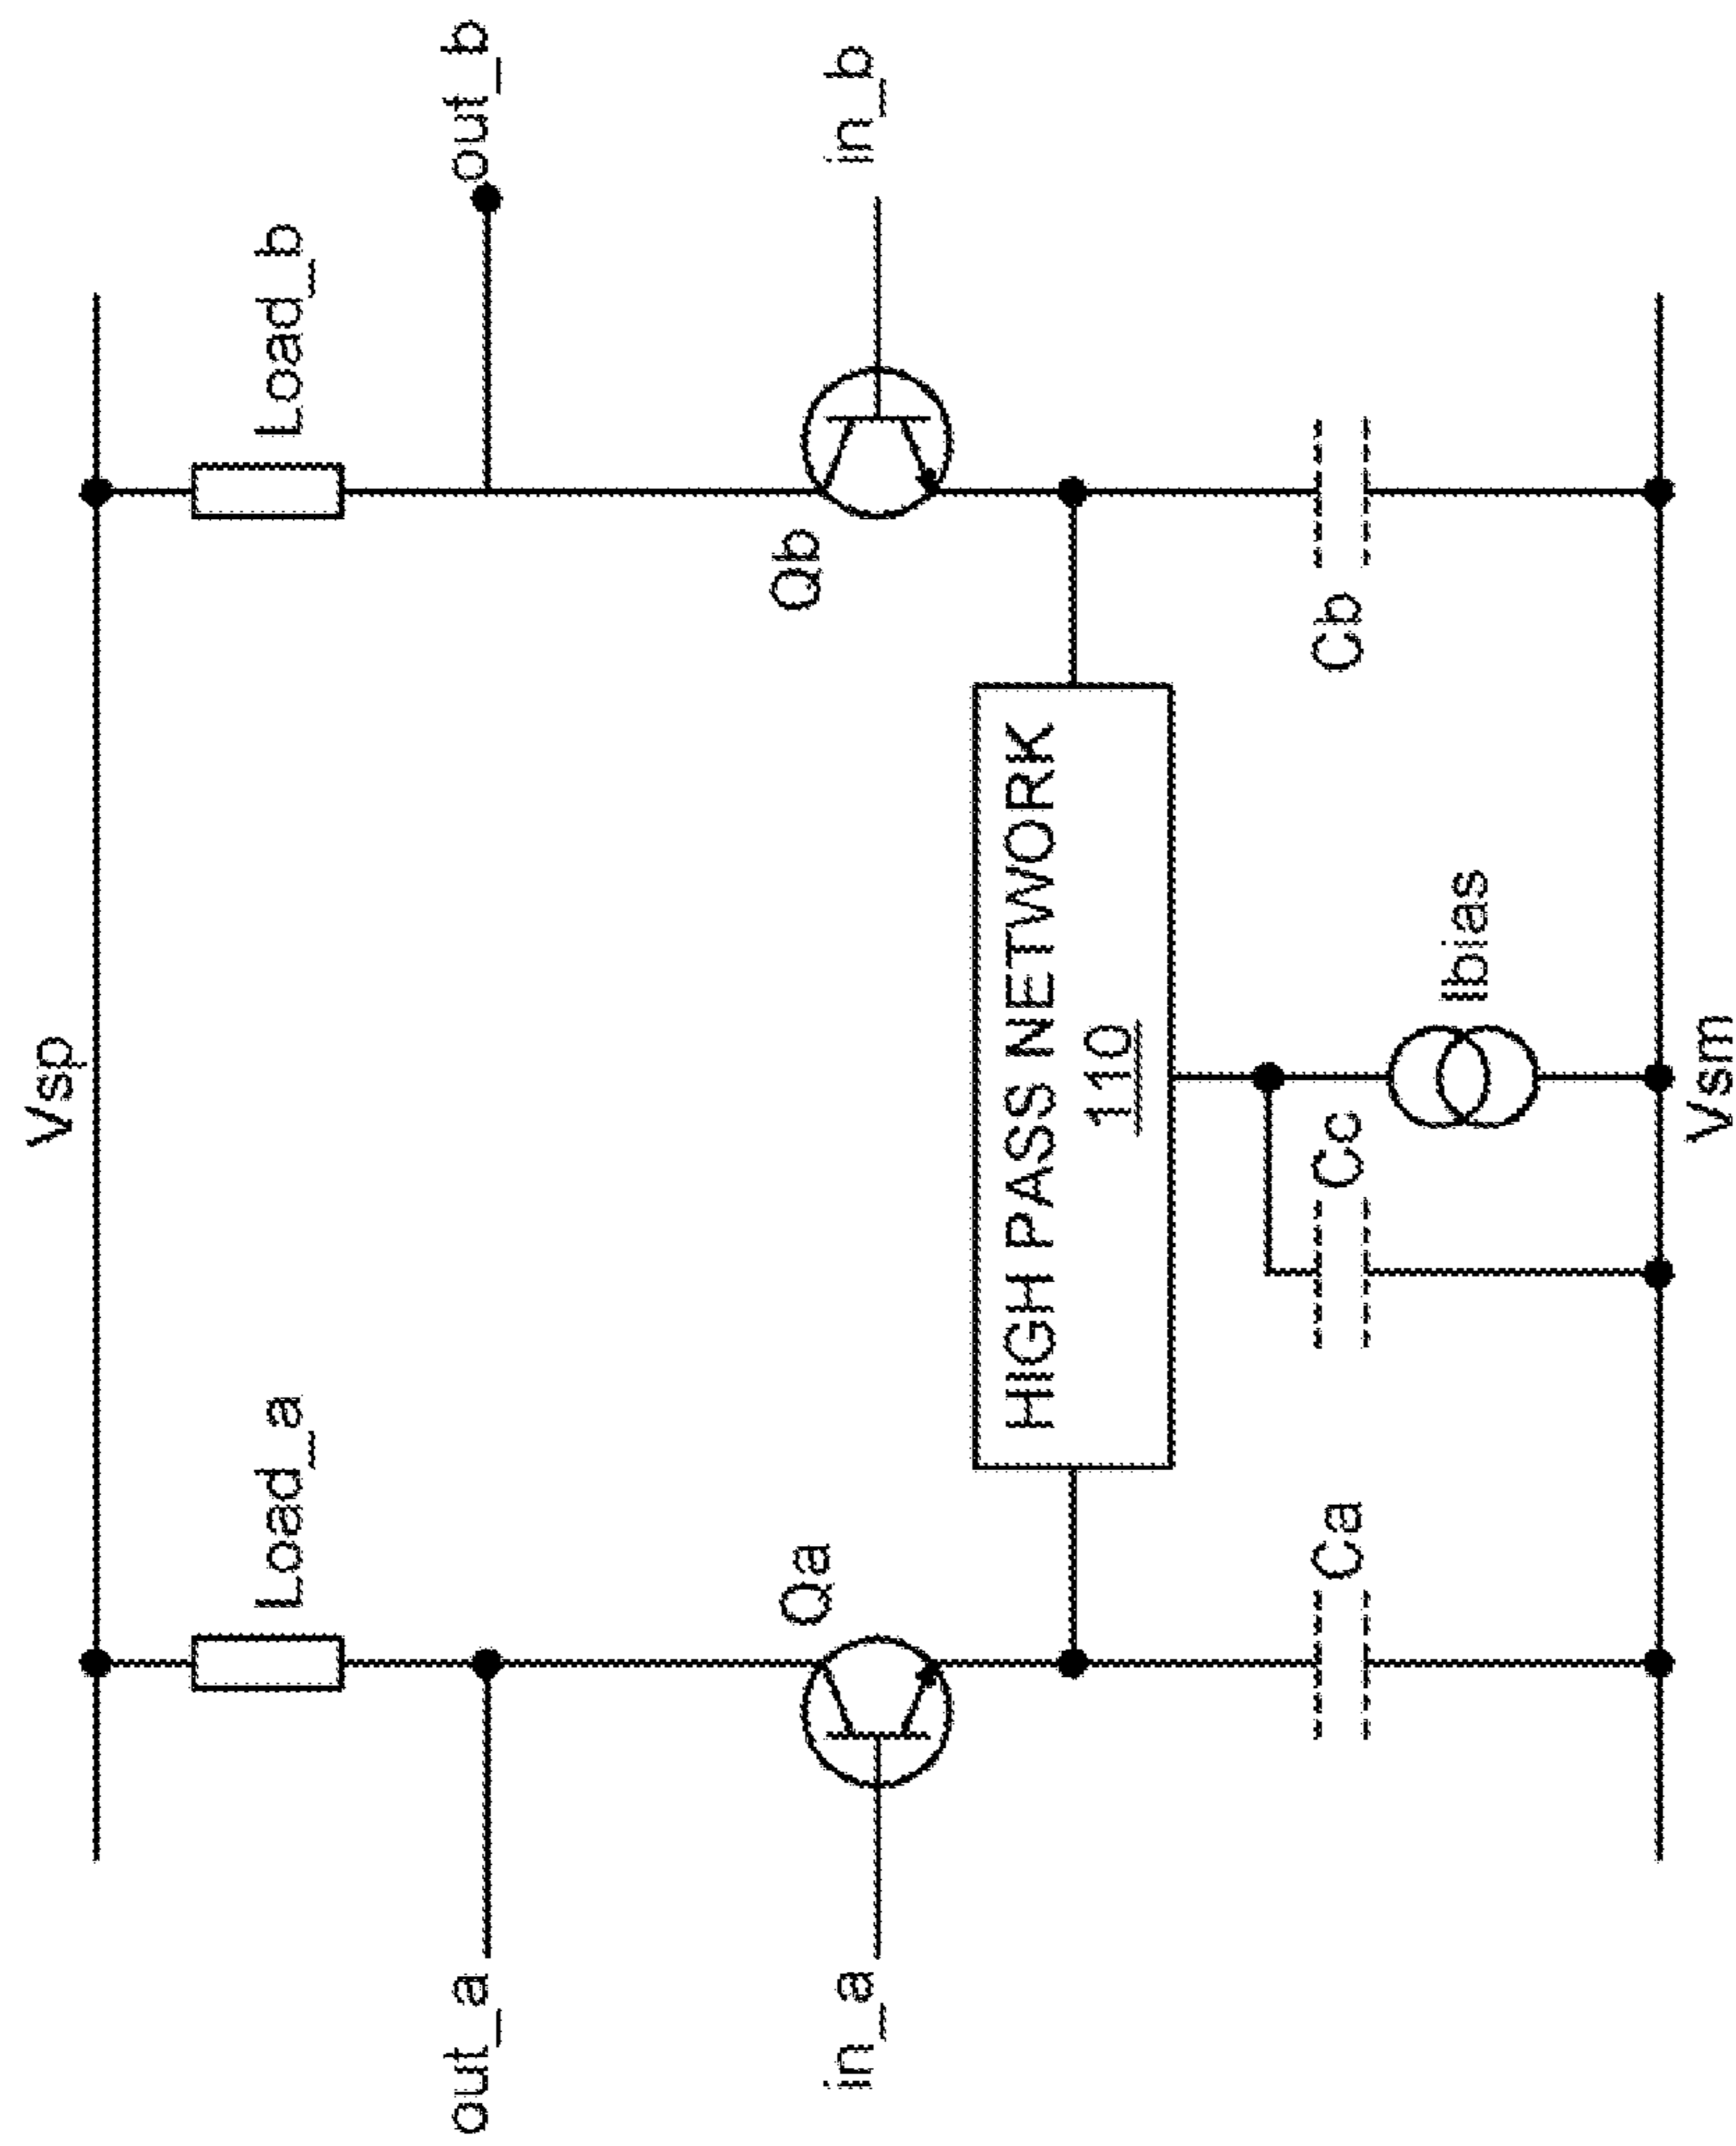 Vsp
Load_a
Load_b
out_a
out_b
Qa
Qb
in_a
in_b
HIGH PASS NETWORK
110
Ca
Cc
Ibias
Cb
Vsm